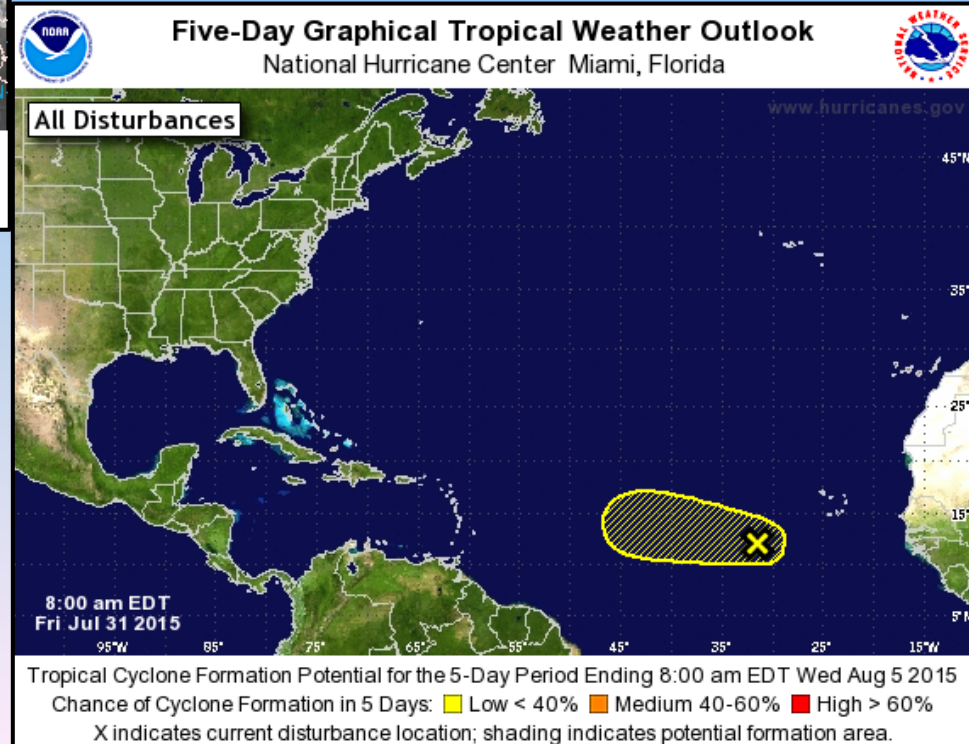 Five-Day Graphical Tropical Weather Outlook
National Hurricane Center Miami, Florida
NOAA
NATIONAL WEATHER SERVICE
All Disturbances
www.hurricanes.gov
45°N
35°
25°
15°
5°N
8:00 am EDT
Fri Jul 31 2015
95°W 85° 75° 65° 45° 35° 25° 15°W
Tropical Cyclone Formation Potential for the 5-Day Period Ending 8:00 am EDT Wed Aug 5 2015
Chance of Cyclone Formation in 5 Days: Low < 40% Medium 40-60% High > 60%
X indicates current disturbance location; shading indicates potential formation area.